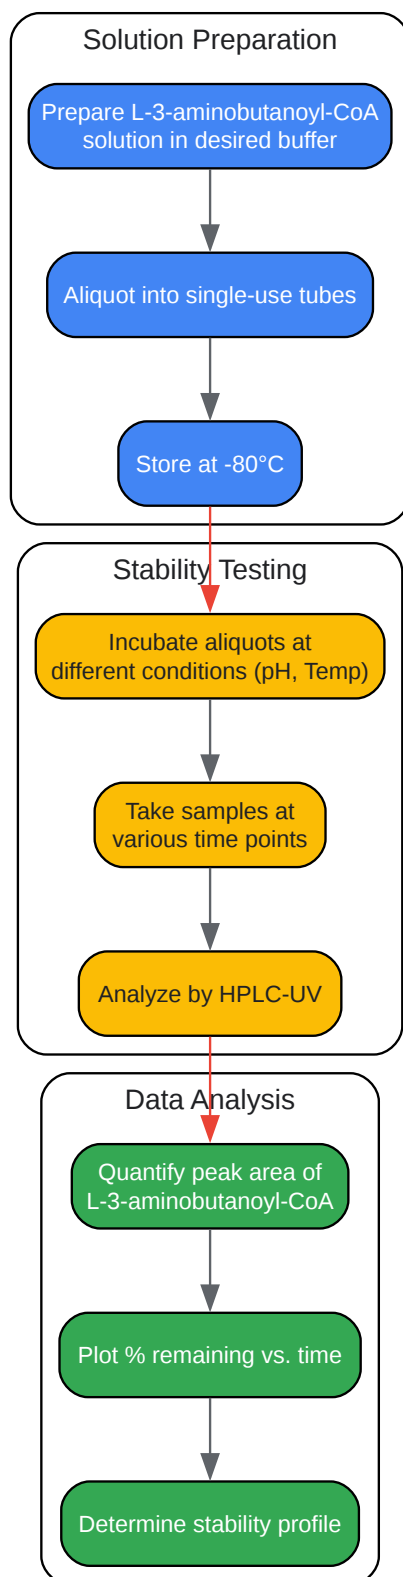 Solution Preparation
Prepare L-3-aminobutanoyl-CoA
solution in desired buffer
Aliquot into single-use tubes
Store at -80°C
Stability Testing
Incubate aliquots at
different conditions (pH, Temp)
Take samples at
various time points
Analyze by HPLC-UV
Data Analysis
Quantify peak area of
L-3-aminobutanoyl-CoA
Plot % remaining vs. time
Determine stability profile